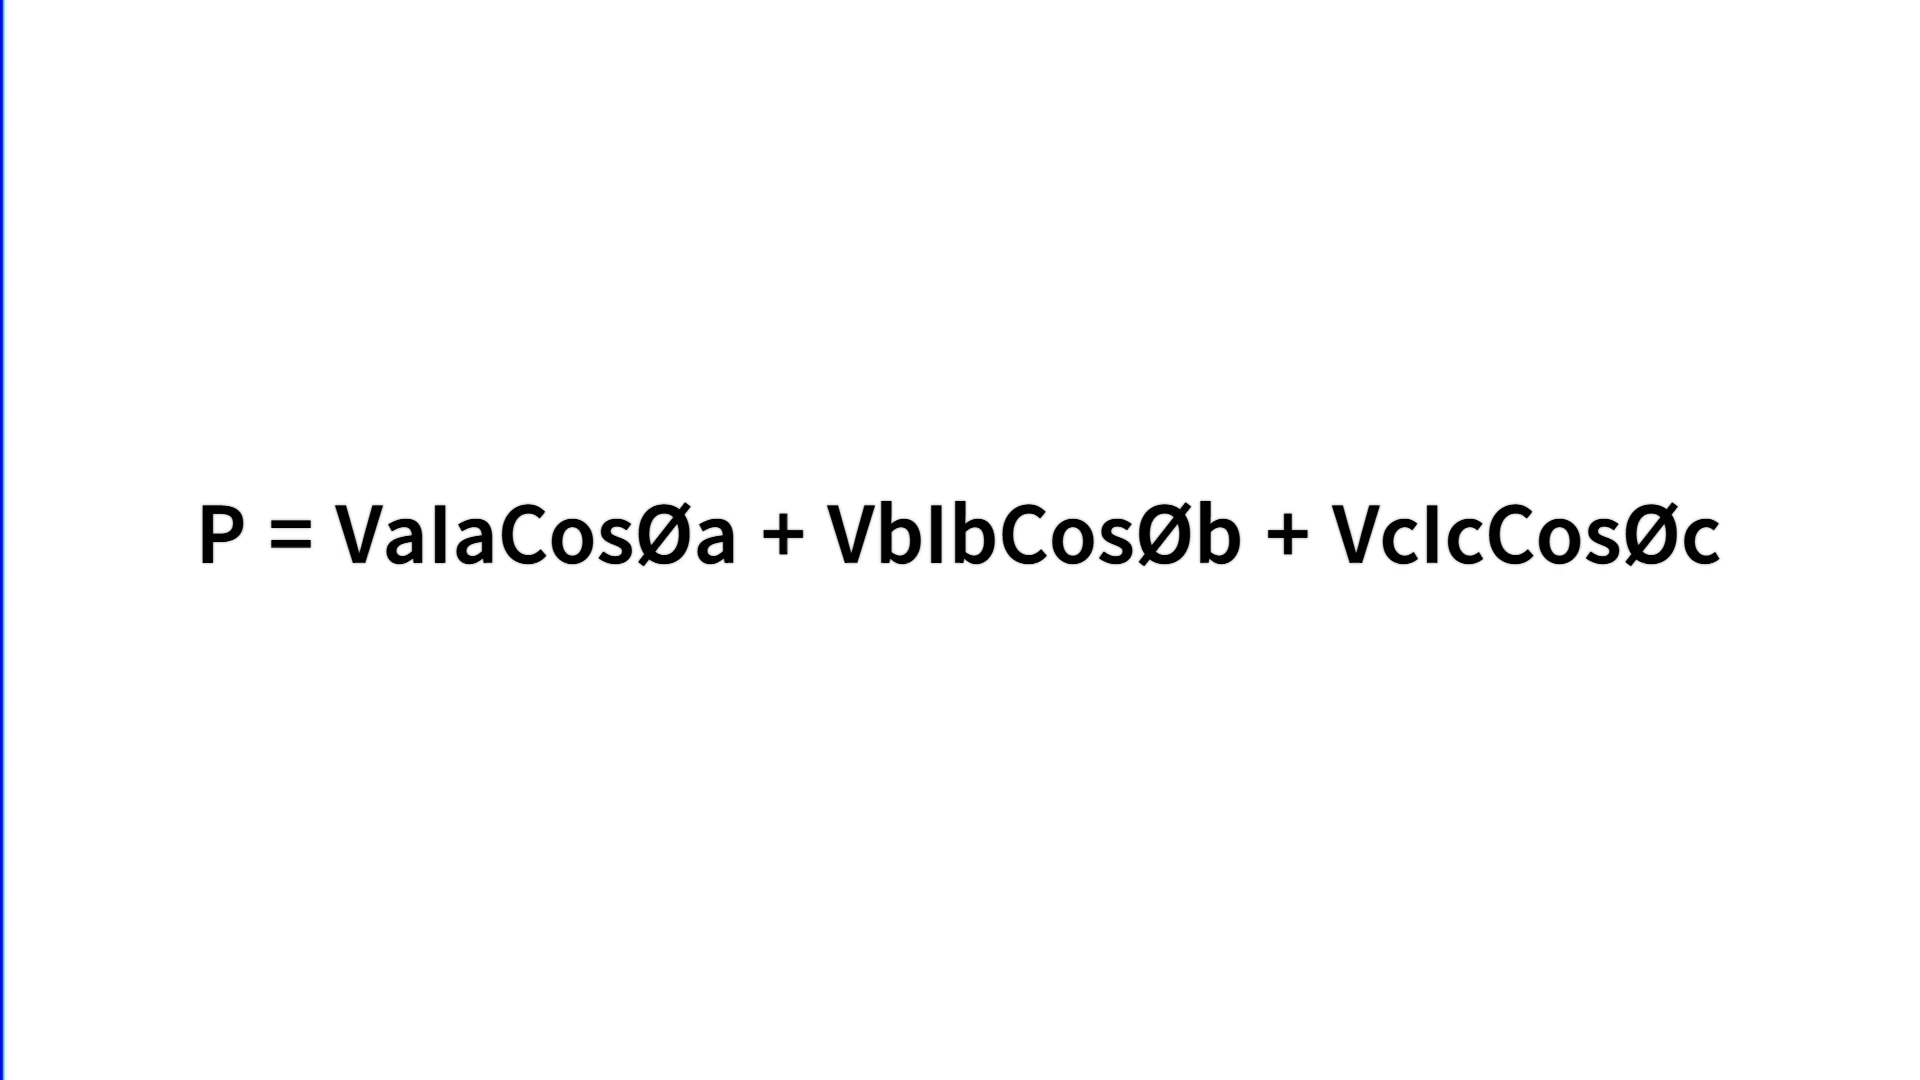 P = VaIaCosØa + VbIbCosØb + VcIcCosØc